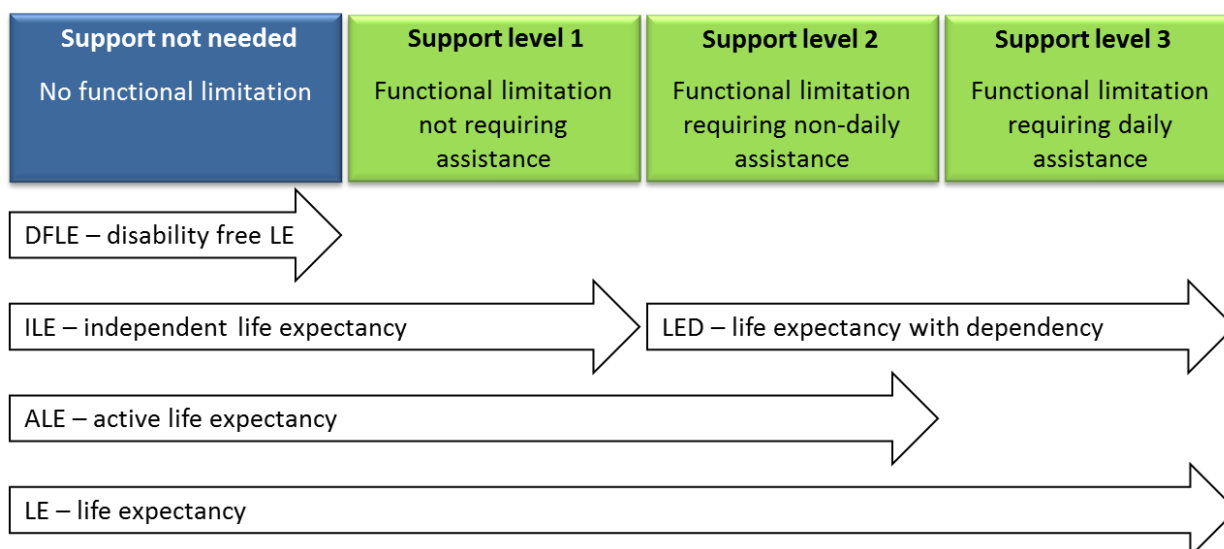 Support not needed
No functional limitation
Support level 1
Functional limitation
not requiring
assistance
Support level 2
Functional limitation
requiring non-daily
assistance
Support level 3
Functional limitation
requiring daily
assistance
DFLE – disability free LE
ILE – independent life expectancy
LED – life expectancy with dependency
ALE – active life expectancy
LE – life expectancy